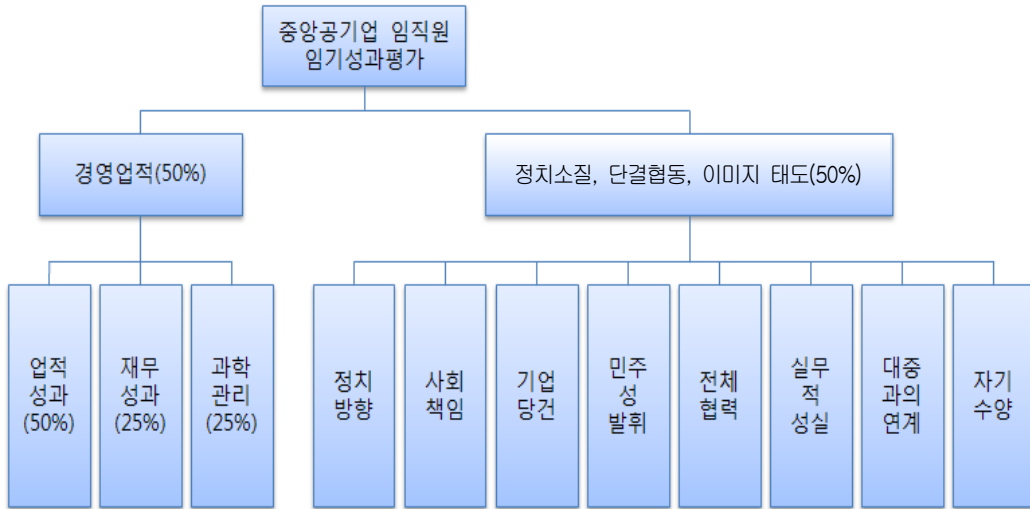 중앙공기업 임직원
임기성과평가
경영업적(50%)
정치소질, 단결협동, 이미지 태도(50%)
업적
성과
(50%)
재무
성과
(25%)
과학
관리
(25%)
정치
방향
사회
책임
기업
당건
민주
성
발휘
전체
협력
실무
적
성실
대중
과의
연계
자기
수양